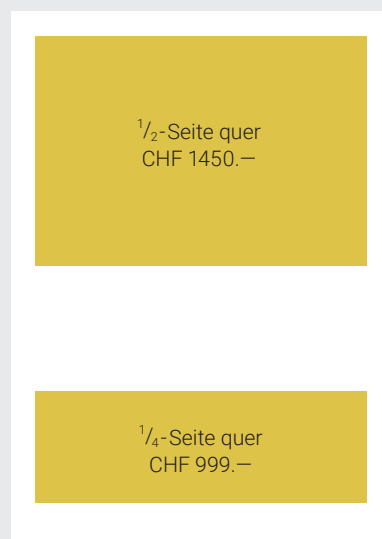 1/2-Seite quer
CHF 1450.—
1/4-Seite quer
CHF 999.—